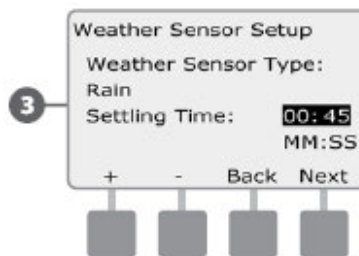 Weather Sensor Setup
Weather Sensor Type:
Rain
3
Settling Time: 00:45
MM:SS
+ - Back Next